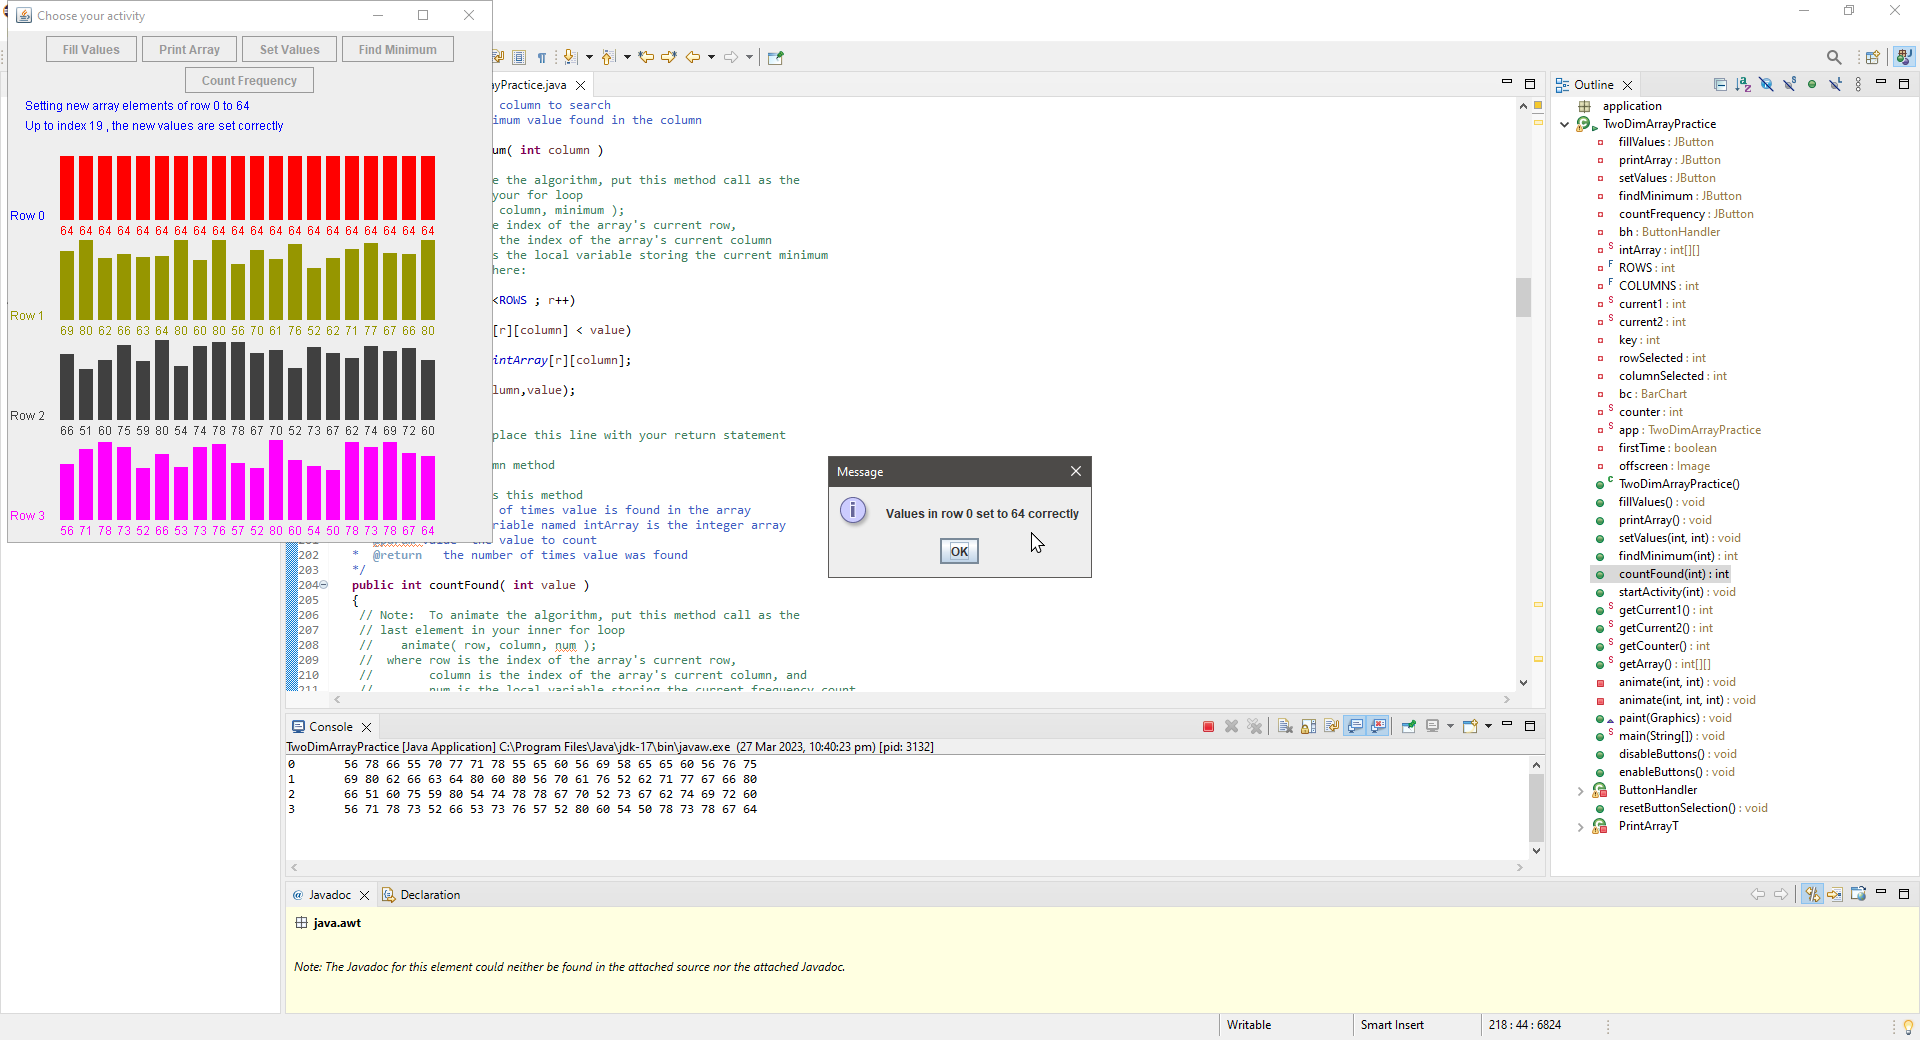 Choose your activity
Fill Values
Print Array
Set Values
Find Minimum
Count Frequency
Setting new array elements of row 0 to 64
Up to index 19 , the new values are set correctly
Row 0
64 64 64 64 64 64 64 64 64 64 64 64 64 64 64 64 64 64 64 64
Row 1
69 80 62 66 63 64 80 60 80 56 70 61 76 52 62 71 77 67 66 80
Row 2
66 51 60 75 59 80 54 74 78 78 67 70 52 73 67 62 74 69 72 60
Row 3
56 71 78 73 52 66 53 73 76 57 52 80 60 54 50 78 73 78 67 64
yPractice.java
column to search
imum value found in the column
um( int column )
e the algorithm, put this method call as the
your for loop
column, minimum );
e index of the array's current row,
the index of the array's current column
s the local variable storing the current minimum
here:
<ROWS ; r++)
[r][column] < value)
intArray[r][column];
lumn,value);
place this line with your return statement
mn method
s this method
of times value is found in the array
riable named intArray is the integer array
the value to count
202 * @return the number of times value was found
203 */
204 public int countFound( int value )
205 {
206 // Note: To animate the algorithm, put this method call as the
207 // last element in your inner for loop
208 // animate( row, column, num );
209 // where row is the index of the array's current row,
210 // column is the index of the array's current column, and
211 // num is the local variable storing the current frequency count
Message
Values in row 0 set to 64 correctly
OK
Console
TwoDimArrayPractice [Java Application] C:\Program Files\Java\jdk-17\bin\javaw.exe (27 Mar 2023, 10:40:23 pm) [pid: 3132]
0 56 78 66 55 70 77 71 78 55 65 60 56 69 58 65 65 60 56 76 75
1 69 80 62 66 63 64 80 60 80 56 70 61 76 52 62 71 77 67 66 80
2 66 51 60 75 59 80 54 74 78 78 67 70 52 73 67 62 74 69 72 60
3 56 71 78 73 52 66 53 73 76 57 52 80 60 54 50 78 73 78 67 64
@ Javadoc
Declaration
java.awt
Note: The Javadoc for this element could neither be found in the attached source nor the attached Javadoc.
Outline
application
TwoDimArrayPractice
fillValues : JButton
printArray : JButton
setValues : JButton
findMinimum : JButton
countFrequency : JButton
bh : ButtonHandler
intArray : int[][]
ROWS : int
COLUMNS : int
current1 : int
current2 : int
key : int
rowSelected : int
columnSelected : int
bc : BarChart
counter : int
app : TwoDimArrayPractice
firstTime : boolean
offscreen : Image
TwoDimArrayPractice()
fillValues() : void
printArray() : void
setValues(int, int) : void
findMinimum(int) : int
countFound(int) : int
startActivity(int) : void
getCurrent1() : int
getCurrent2() : int
getCounter() : int
getArray() : int[][]
animate(int, int) : void
animate(int, int, int) : void
paint(Graphics) : void
main(String[]) : void
disableButtons() : void
enableButtons() : void
ButtonHandler
resetButtonSelection() : void
PrintArrayT
Writable
Smart Insert
218 : 44 : 6824